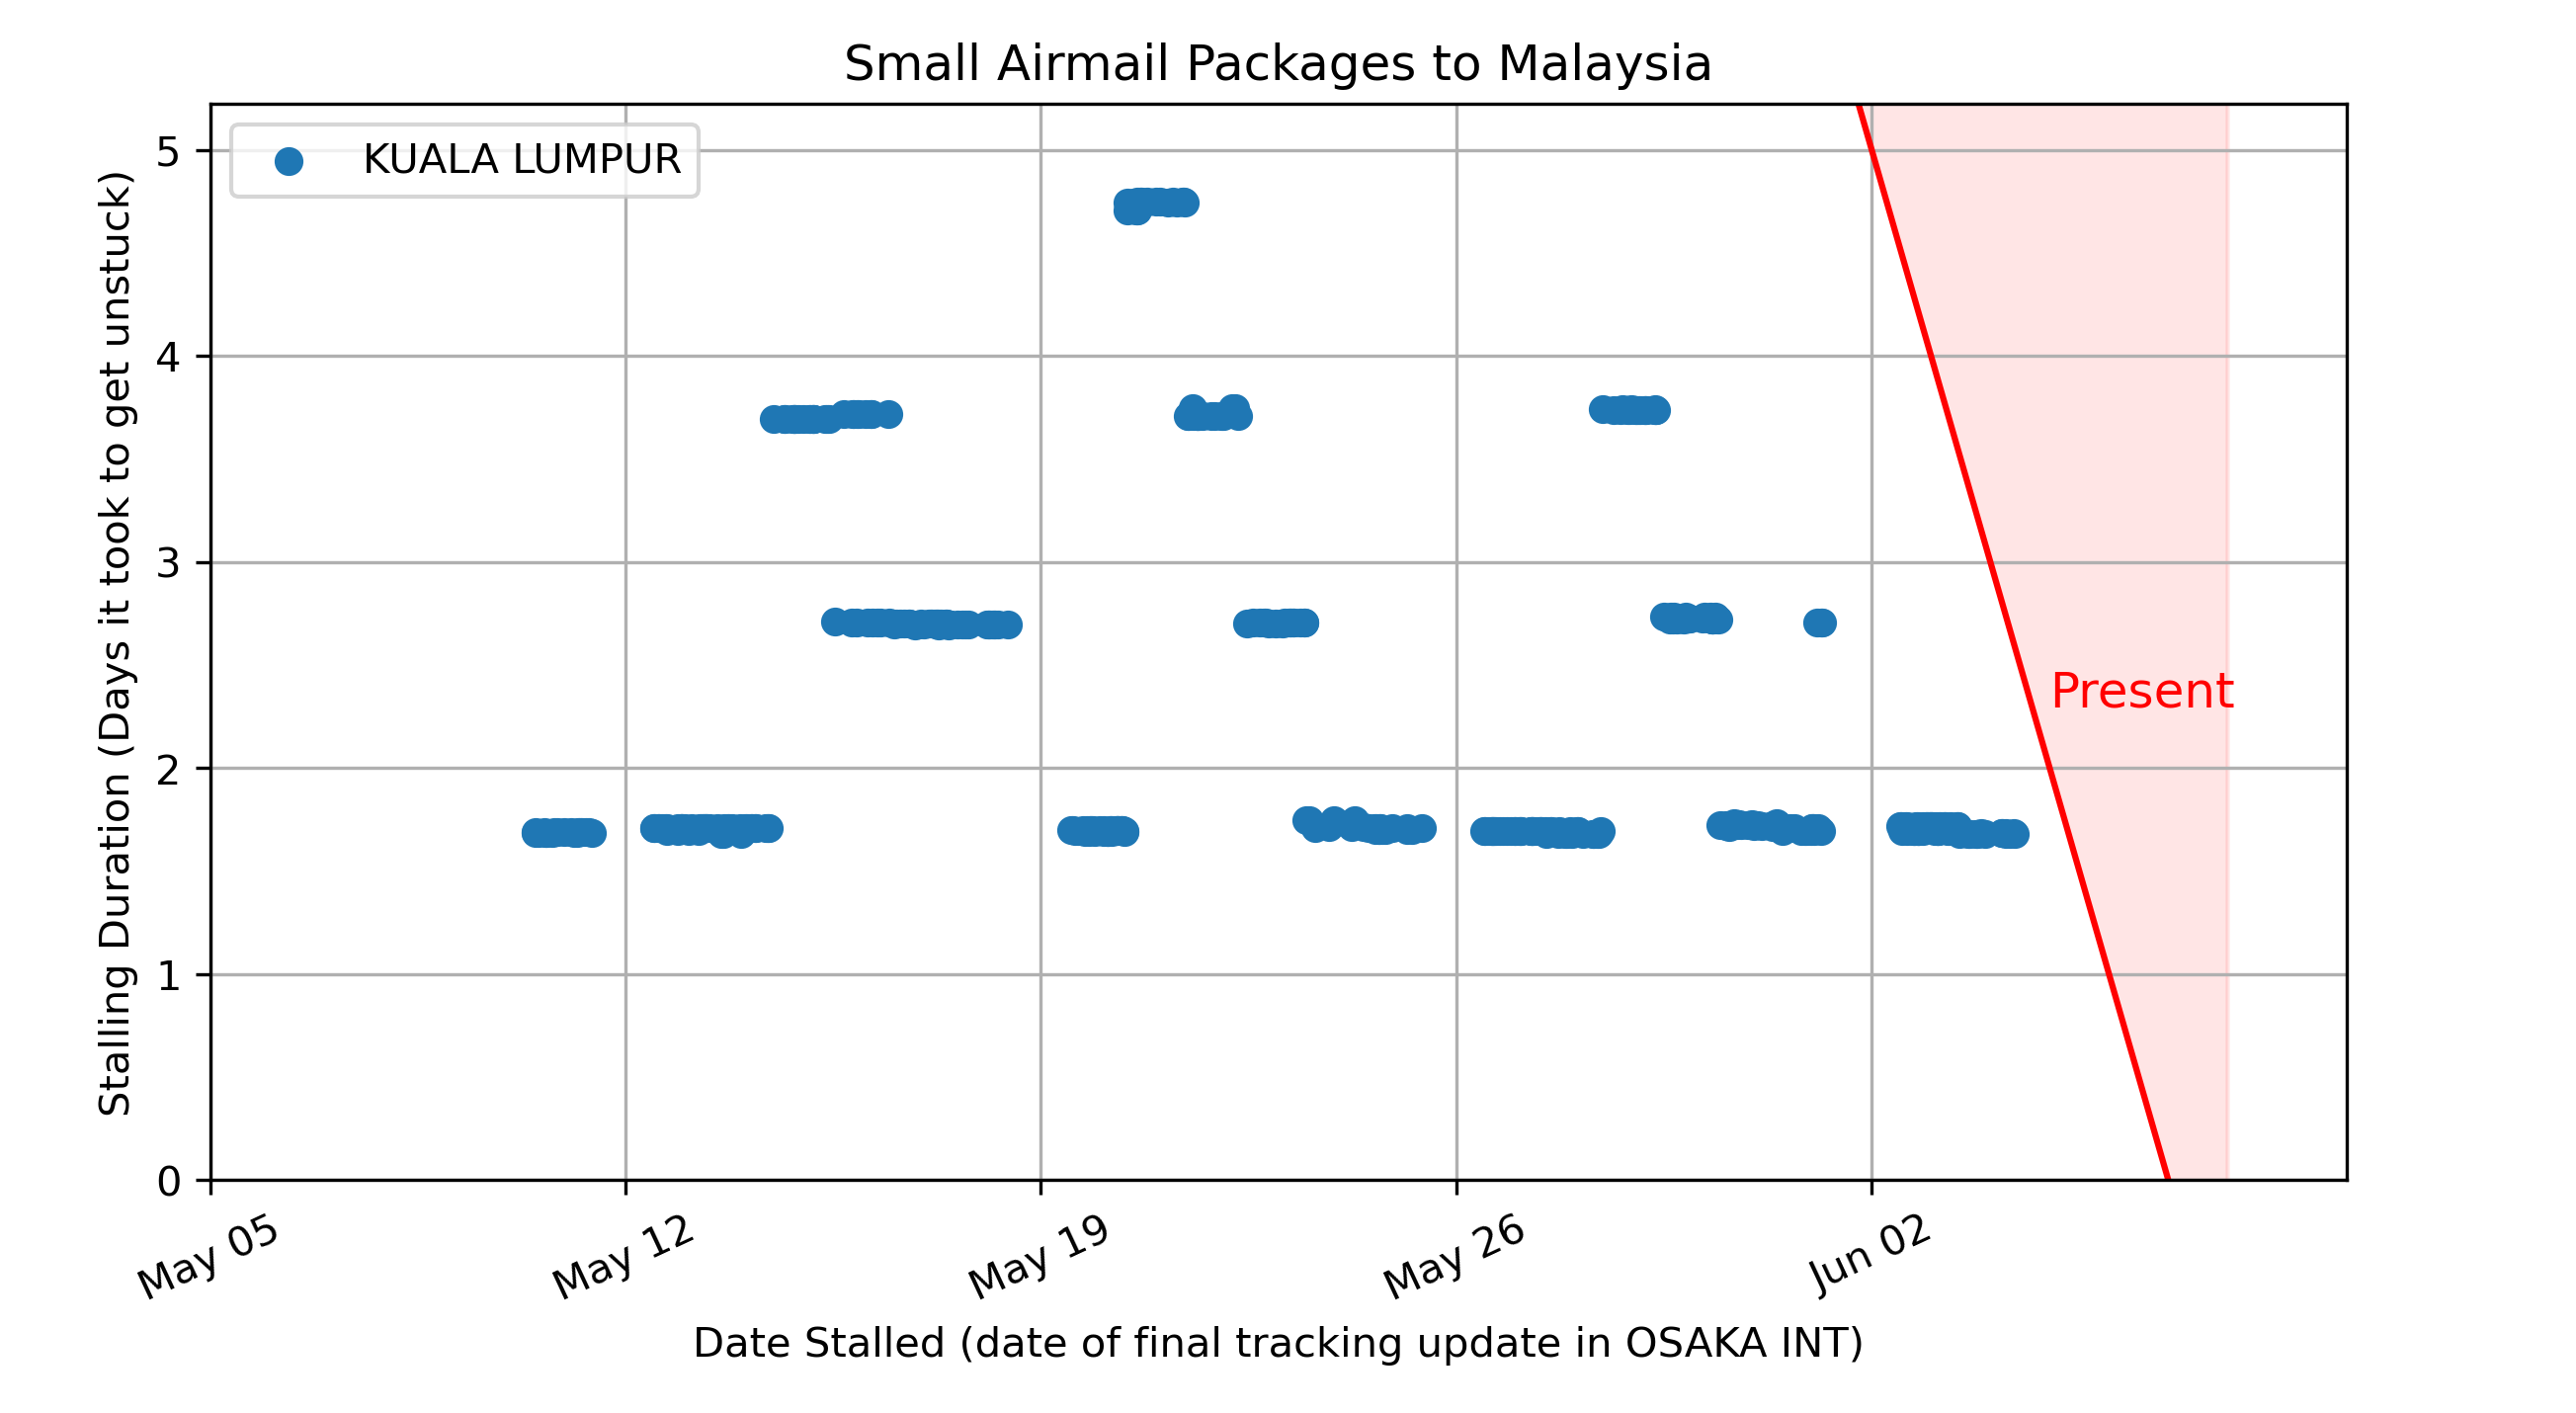 Small Airmail Packages to Malaysia
KUALA LUMPUR
Stalling Duration (Days it took to get unstuck)
5
4
3
2
1
0
Present
May 05
May 12
May 19
May 26
Jun 02
Date Stalled (date of final tracking update in OSAKA INT)